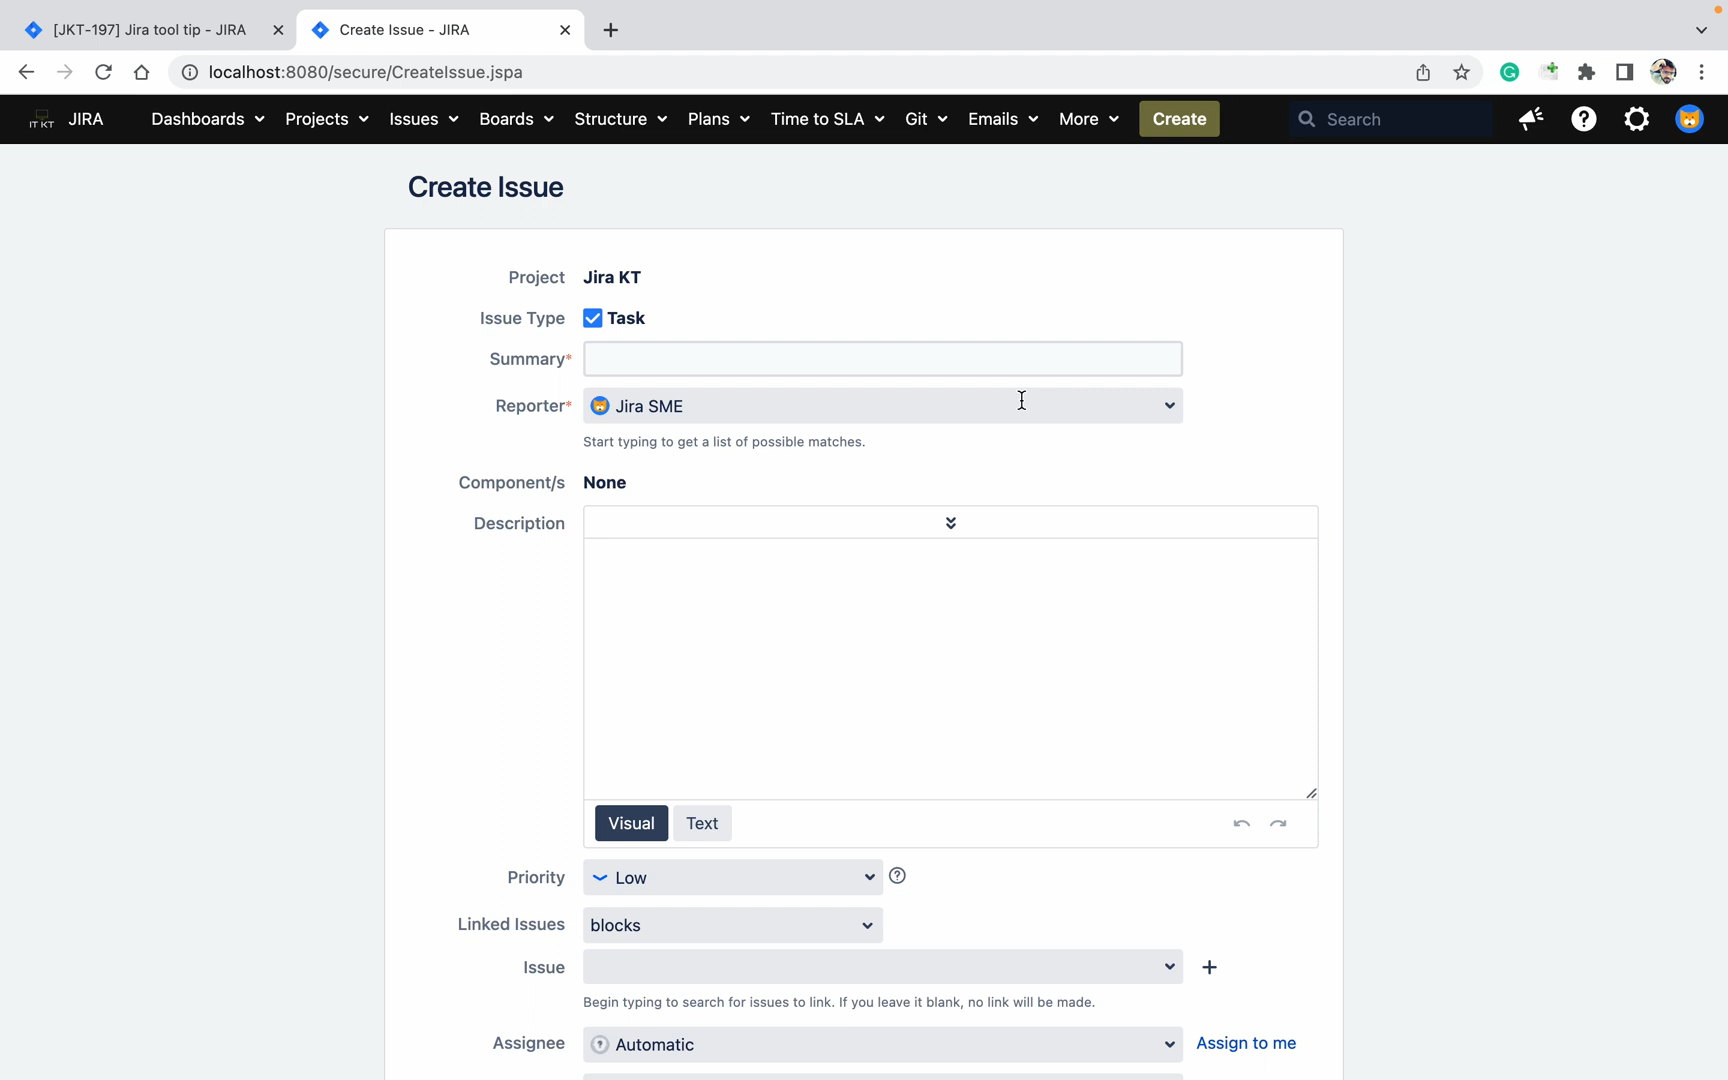 [JKT-197] Jira tool tip - JIRA
Create Issue - JIRA
localhost:8080/secure/CreateIssue.jspa
IT KT JIRA Dashboards Projects Issues Boards Structure Plans Time to SLA Git Emails More Create Search
Create Issue
Project Jira KT
Issue Type Task
Summary*
Reporter* Jira SME
Start typing to get a list of possible matches.
Component/s None
Description
Visual Text
Priority Low
Linked Issues blocks
Issue
Begin typing to search for issues to link. If you leave it blank, no link will be made.
Assignee Automatic Assign to me